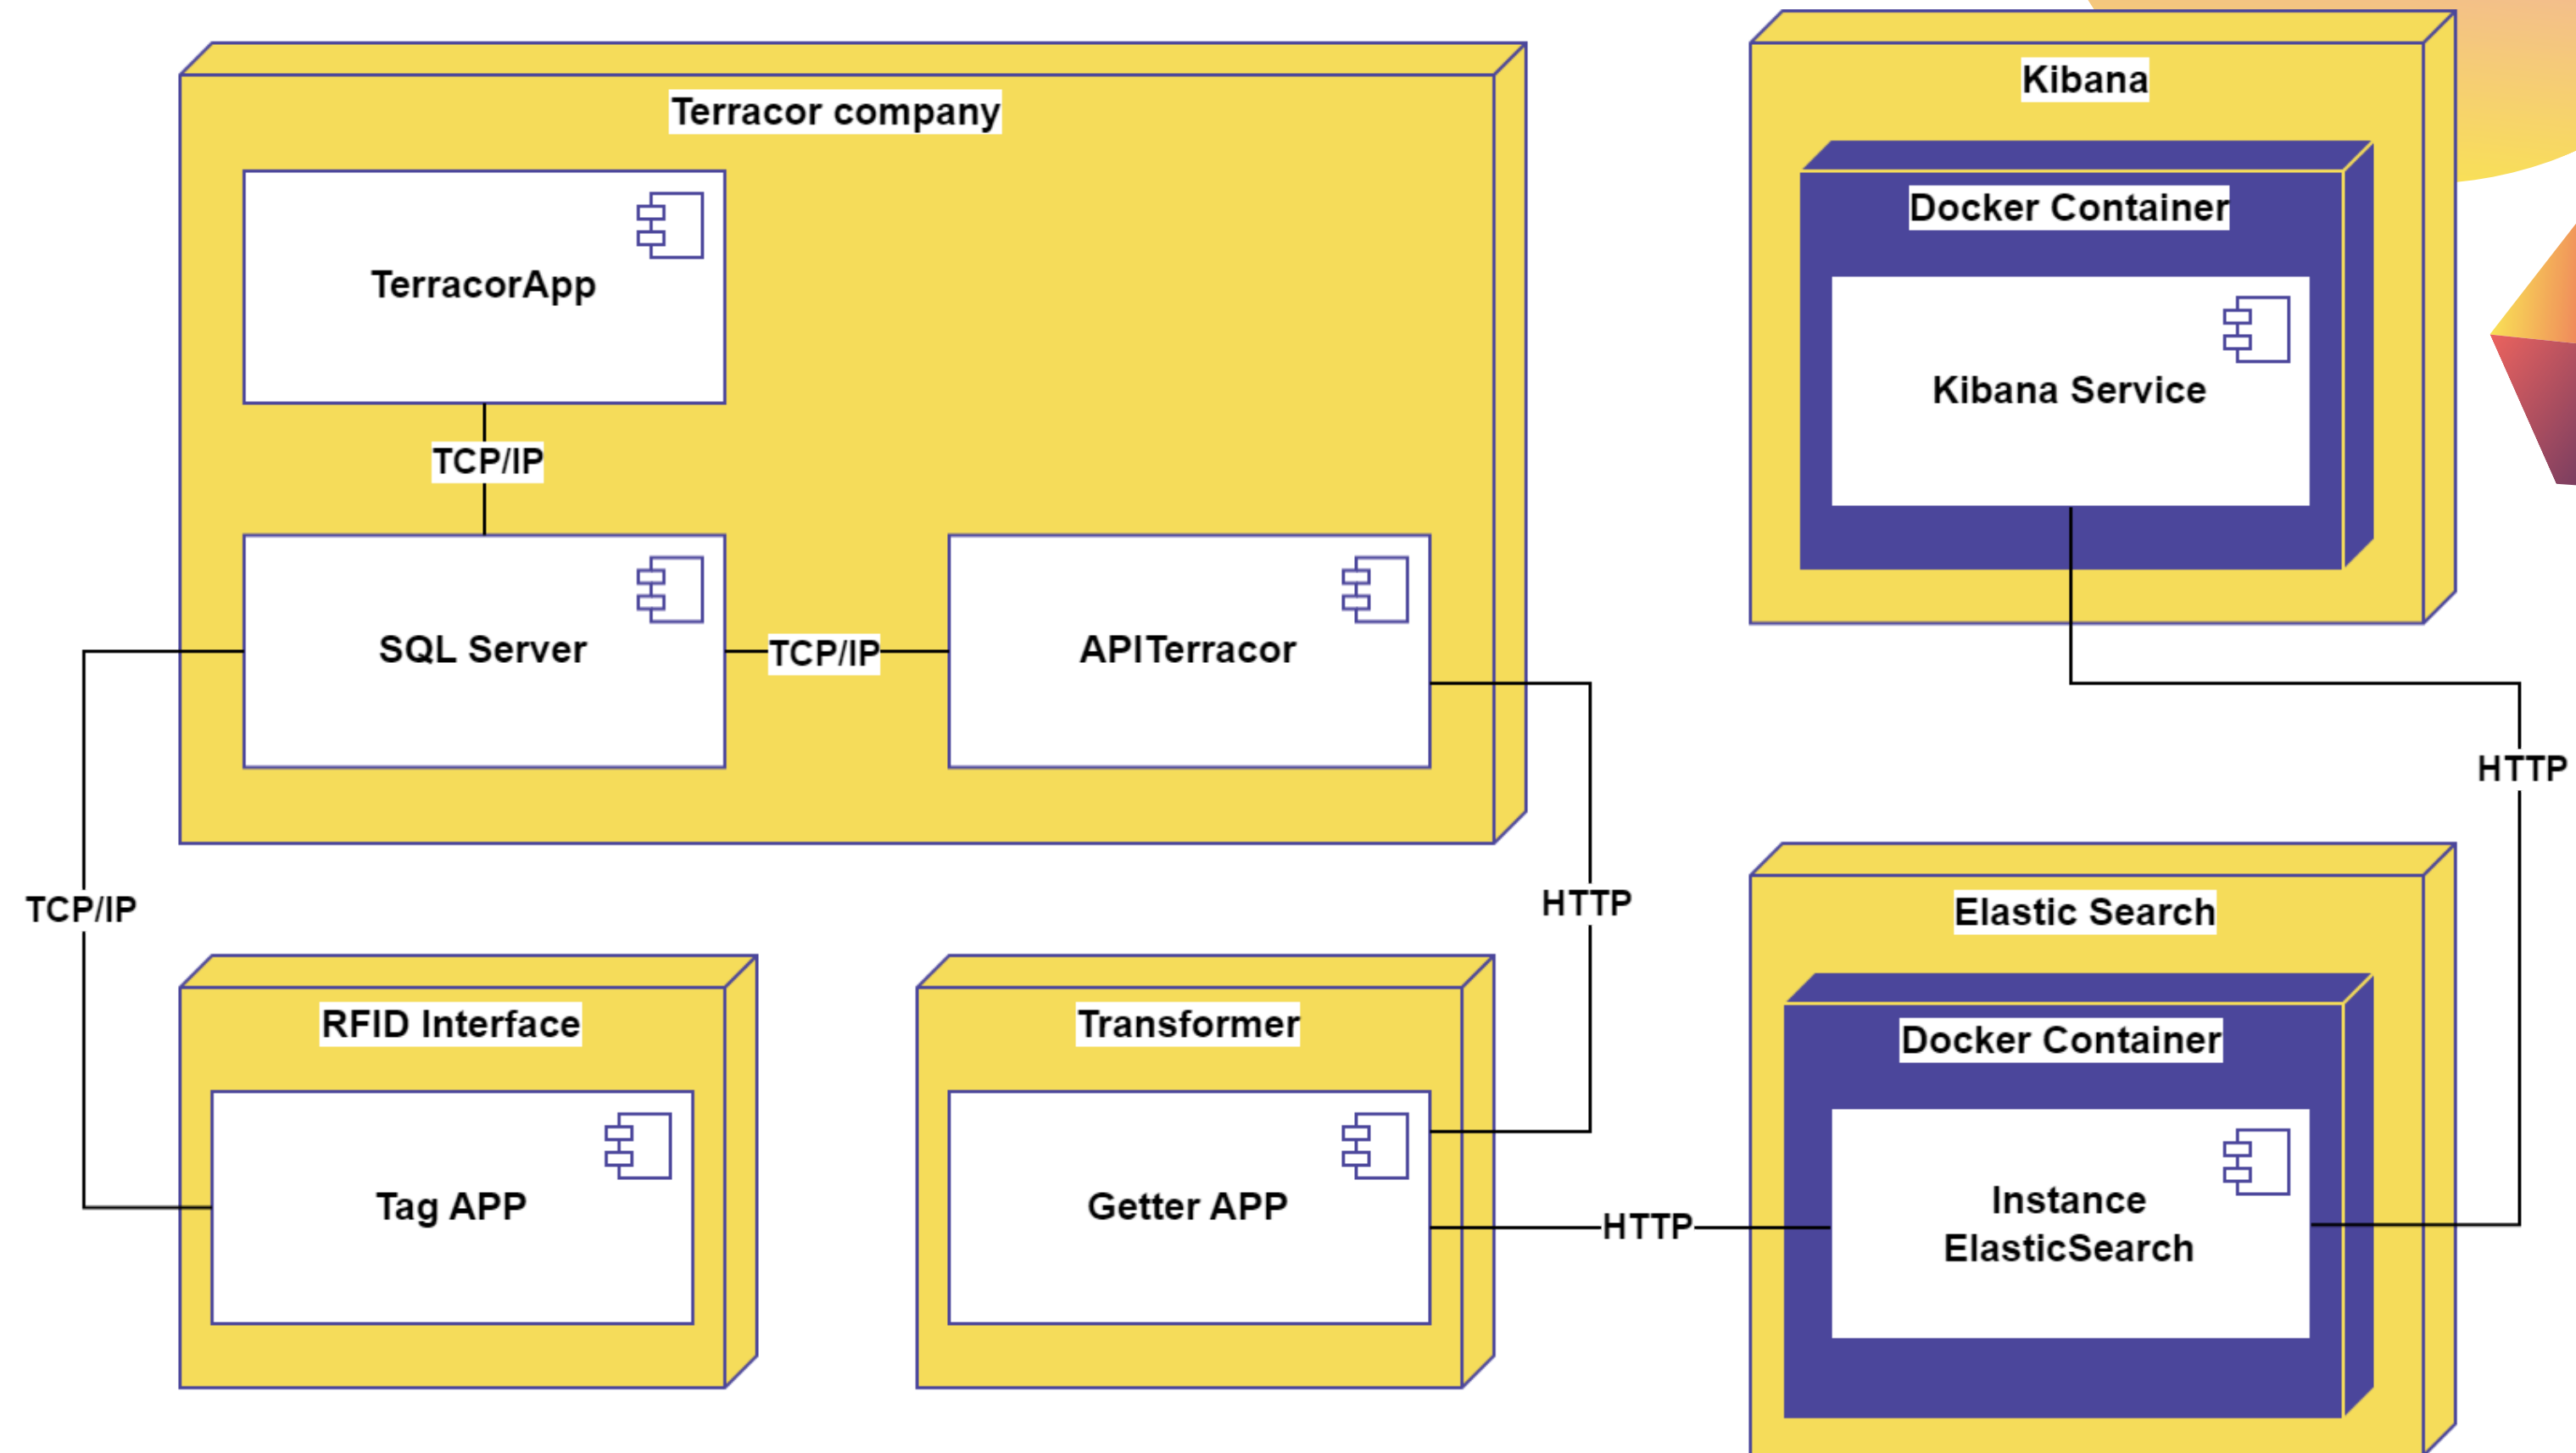 Terracor company
TerracorApp
TCP/IP
SQL Server
TCP/IP
APITerracor
Kibana
Docker Container
Kibana Service
HTTP
TCP/IP
HTTP
RFID Interface
Tag APP
Transformer
Getter APP
HTTP
Elastic Search
Docker Container
Instance
ElasticSearch